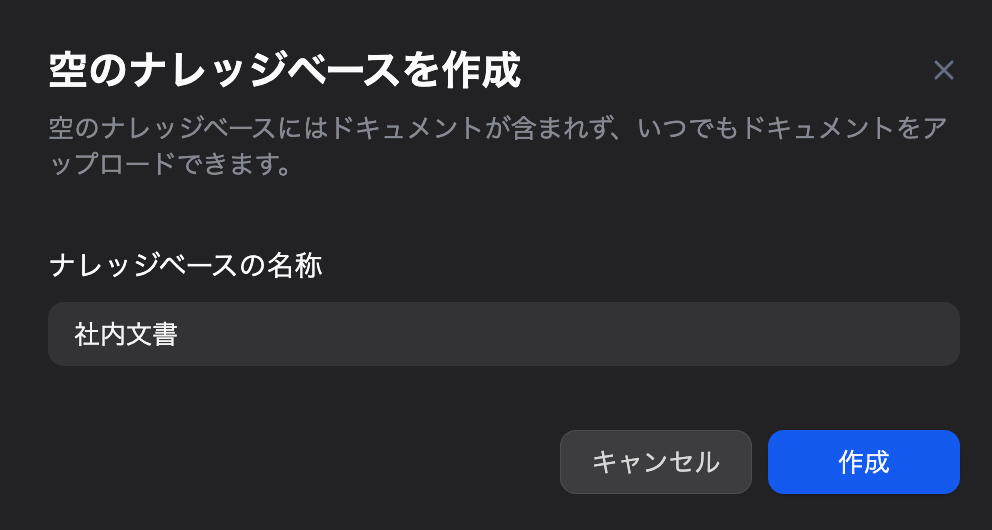 空のナレッジベースを作成
空のナレッジベースにはドキュメントが含まれず、いつでもドキュメントをア
ップロードできます。
ナレッジベースの名称
社内文書
キャンセル
作成